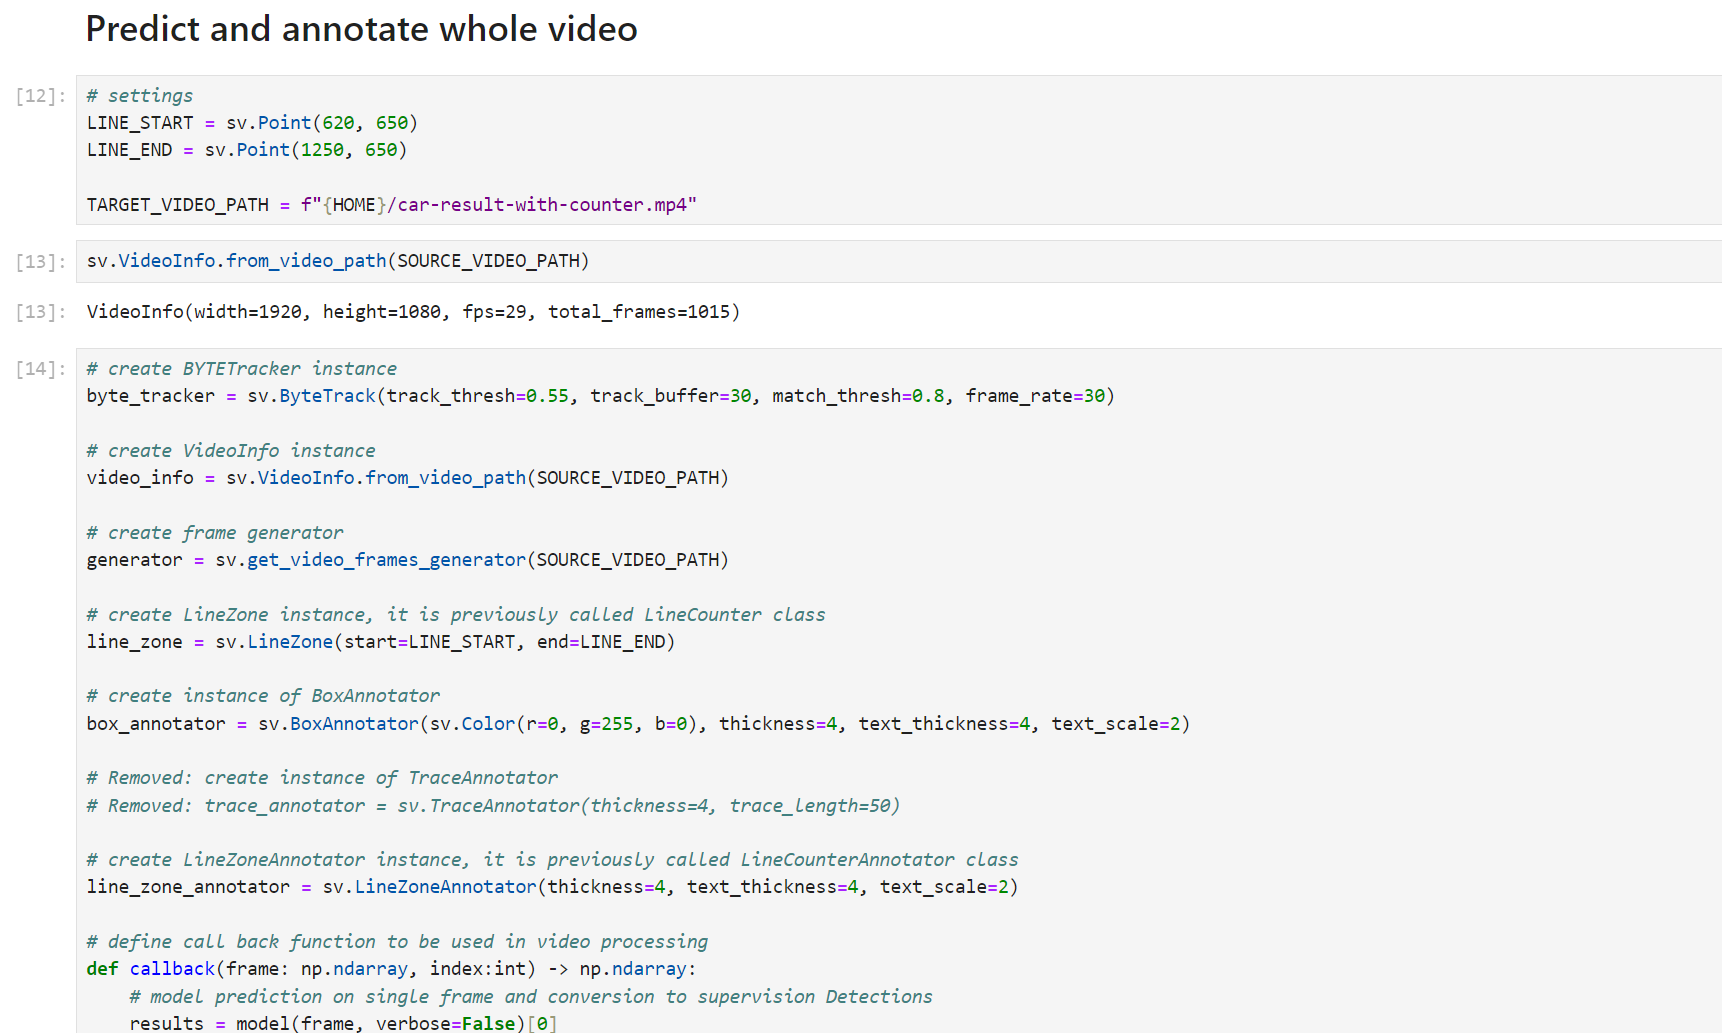 Predict and annotate whole video
[12]: # settings
LINE_START = sv.Point(620, 650)
LINE_END = sv.Point(1250, 650)
TARGET_VIDEO_PATH = f"{HOME}/car-result-with-counter.mp4"
[13]: sv.VideoInfo.from_video_path(SOURCE_VIDEO_PATH)
[13]: VideoInfo(width=1920, height=1080, fps=29, total_frames=1015)
[14]: # create BYTETracker instance
byte_tracker = sv.ByteTrack(track_thresh=0.55, track_buffer=30, match_thresh=0.8, frame_rate=30)
# create VideoInfo instance
video_info = sv.VideoInfo.from_video_path(SOURCE_VIDEO_PATH)
# create frame generator
generator = sv.get_video_frames_generator(SOURCE_VIDEO_PATH)
# create LineZone instance, it is previously called LineCounter class
line_zone = sv.LineZone(start=LINE_START, end=LINE_END)
# create instance of BoxAnnotator
box_annotator = sv.BoxAnnotator(sv.Color(r=0, g=255, b=0), thickness=4, text_thickness=4, text_scale=2)
# Removed: create instance of TraceAnnotator
# Removed: trace_annotator = sv.TraceAnnotator(thickness=4, trace_length=50)
# create LineZoneAnnotator instance, it is previously called LineCounterAnnotator class
line_zone_annotator = sv.LineZoneAnnotator(thickness=4, text_thickness=4, text_scale=2)
# define call back function to be used in video processing
def callback(frame: np.ndarray, index:int) -> np.ndarray:
    # model prediction on single frame and conversion to supervision Detections
    results = model(frame, verbose=False)[0]